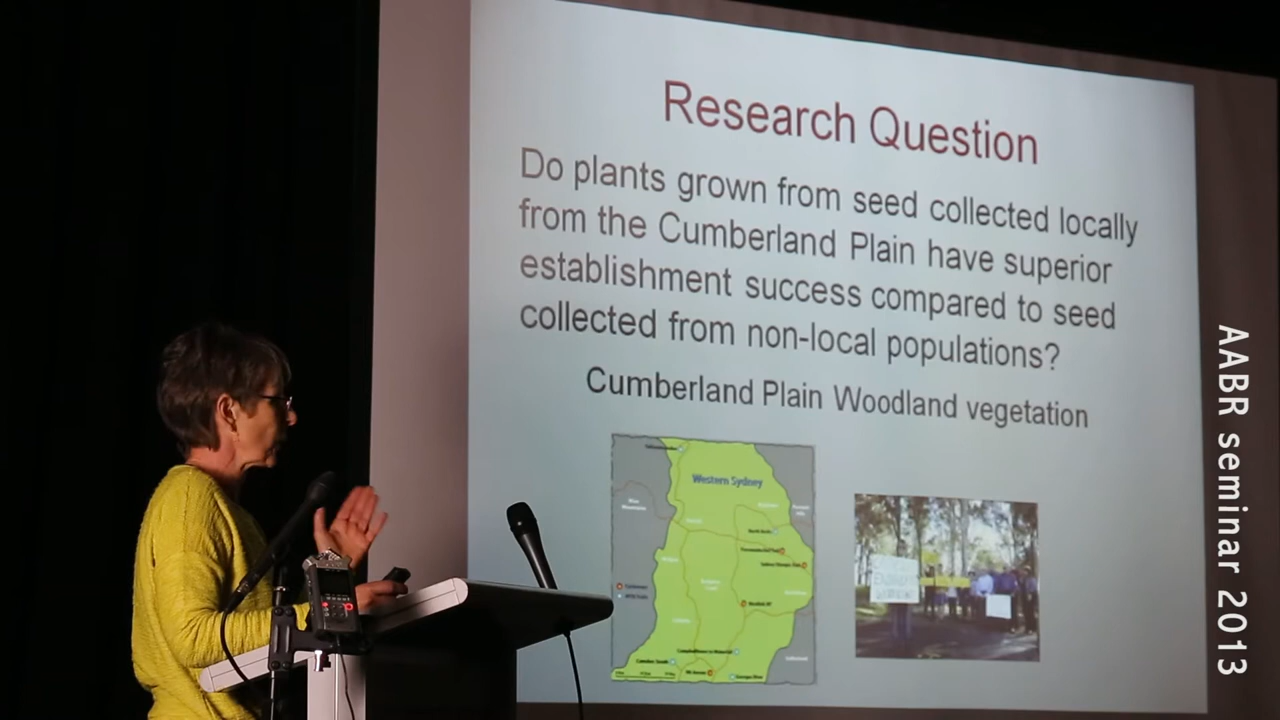 Research Question
Do plants grown from seed collected locally
from the Cumberland Plain have superior
establishment success compared to seed
collected from non-local populations?
Cumberland Plain Woodland vegetation
Western Sydney
AABR seminar 2013